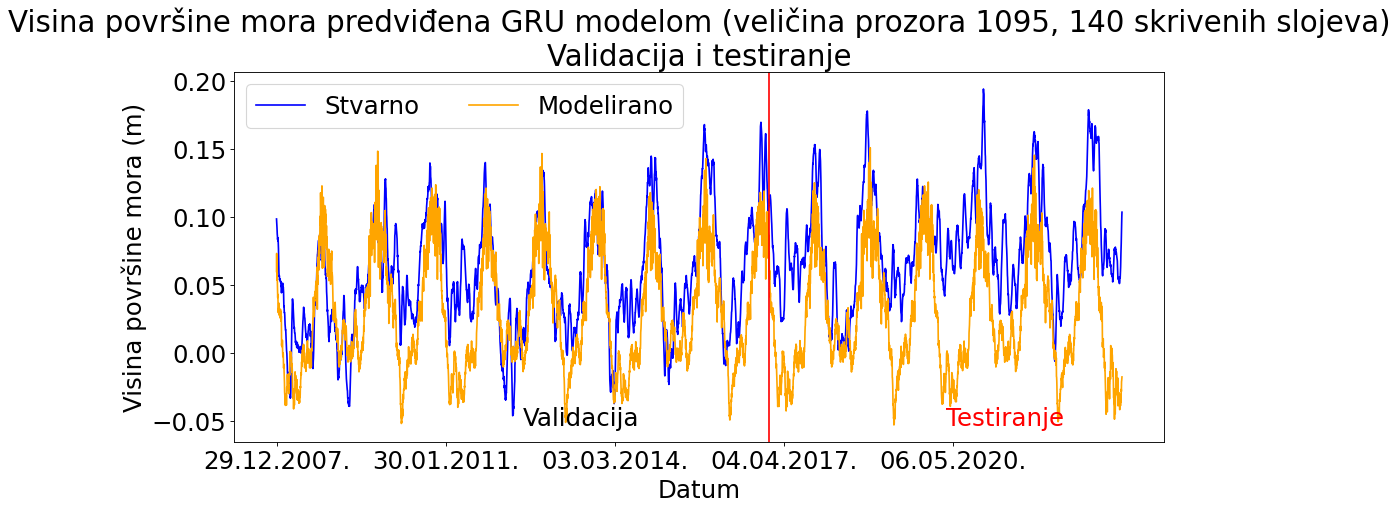 Visina površine mora predviđena GRU modelom (veličina prozora 1095, 140 skrivenih slojeva)
Validacija i testiranje
Stvarno
Modelirano
Visina površine mora (m)
0.20
0.15
0.10
0.05
0.00
−0.05
Validacija
Testiranje
29.12.2007.
30.01.2011.
03.03.2014.
04.04.2017.
06.05.2020.
Datum